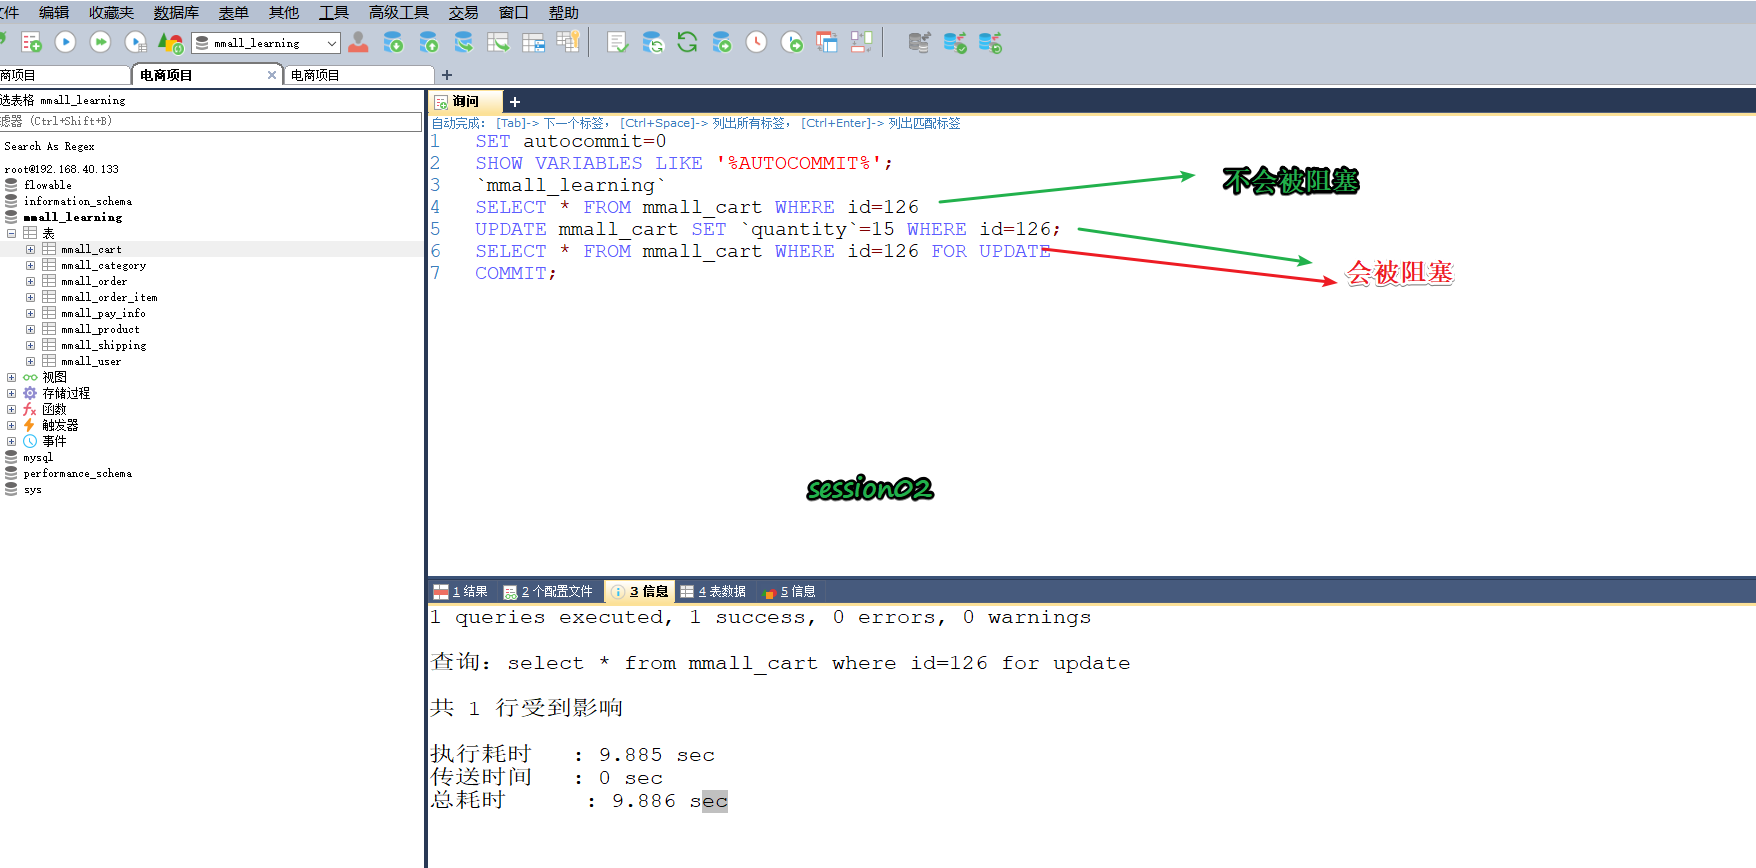 文件 编辑 收藏夹 数据库 表单 其他 工具 高级工具 交易 窗口 帮助
mmall_learning
商项目 电商项目 电商项目 +
选表格 mmall_learning
滤器 (Ctrl+Shift+B)
Search As Regex
root@192.168.40.133
flowable
information_schema
mmall_learning
表
mmall_cart
mmall_category
mmall_order
mmall_order_item
mmall_pay_info
mmall_product
mmall_shipping
mmall_user
视图
存储过程
函数
触发器
事件
mysql
performance_schema
sys
询问 +
自动完成: [Tab]-> 下一个标签, [Ctrl+Space]-> 列出所有标签, [Ctrl+Enter]-> 列出匹配标签
1 SET autocommit=0
2 SHOW VARIABLES LIKE '%AUTOCOMMIT%';
3 `mmall_learning`
4 SELECT * FROM mmall_cart WHERE id=126
5 UPDATE mmall_cart SET `quantity`=15 WHERE id=126;
6 SELECT * FROM mmall_cart WHERE id=126 FOR UPDATE
7 COMMIT;
不会被阻塞
会被阻塞
session02
1 结果 2 个配置文件 3 信息 4 表数据 5 信息
1 queries executed, 1 success, 0 errors, 0 warnings
查询: select * from mmall_cart where id=126 for update
共 1 行受到影响
执行耗时 : 9.885 sec
传送时间 : 0 sec
总耗时 : 9.886 sec